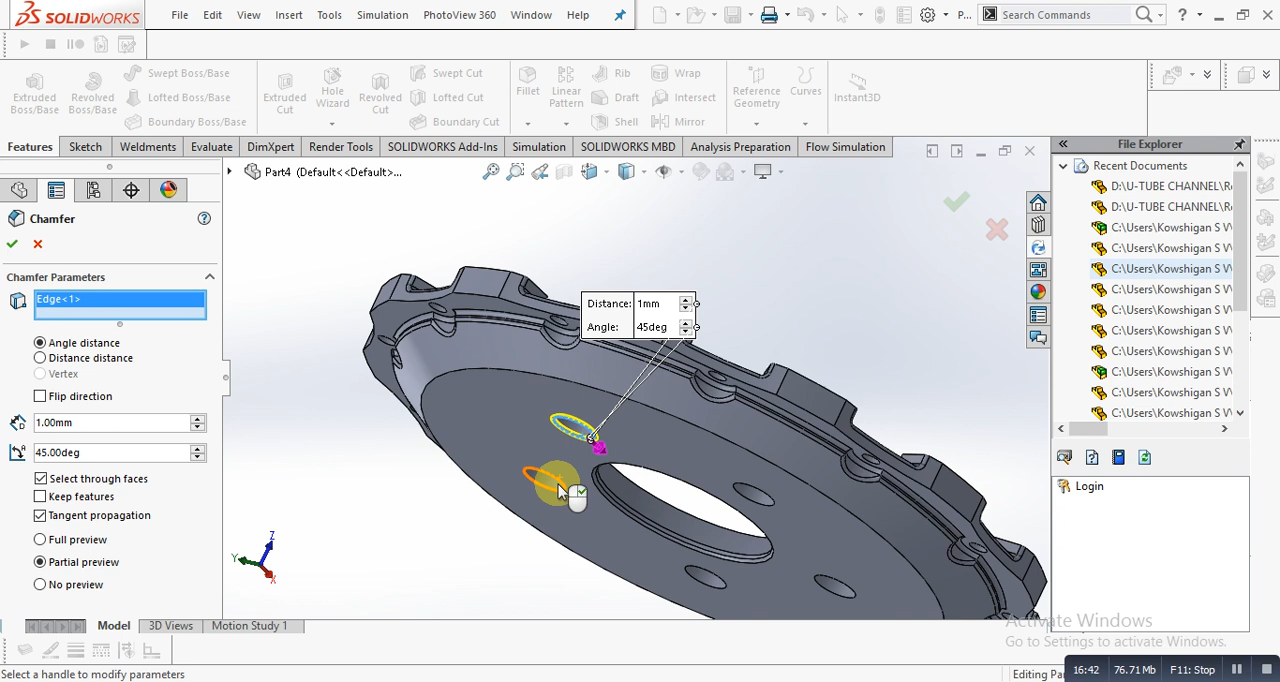 SOLIDWORKS
File Edit View Insert Tools Simulation PhotoView 360 Window Help
P...
Search Commands
Extruded Boss/Base
Revolved Boss/Base
Swept Boss/Base
Lofted Boss/Base
Boundary Boss/Base
Extruded Cut
Hole Wizard
Revolved Cut
Swept Cut
Lofted Cut
Boundary Cut
Fillet
Linear Pattern
Rib
Draft
Shell
Wrap
Intersect
Mirror
Reference Geometry
Curves
Instant3D
Features Sketch Weldments Evaluate DimXpert Render Tools SOLIDWORKS Add-Ins Simulation SOLIDWORKS MBD Analysis Preparation Flow Simulation
Part4 (Default<<Default>...
Chamfer
Chamfer Parameters
Edge<1>
Angle distance
Distance distance
Vertex
Flip direction
1.00mm
45.00deg
Select through faces
Keep features
Tangent propagation
Full preview
Partial preview
No preview
Distance: 1mm
Angle: 45deg
Z
Y
X
File Explorer
Recent Documents
D:\U-TUBE CHANNEL\R
D:\U-TUBE CHANNEL\R
C:\Users\Kowshigan S V
C:\Users\Kowshigan S V
C:\Users\Kowshigan S V
C:\Users\Kowshigan S V
C:\Users\Kowshigan S V
C:\Users\Kowshigan S V
C:\Users\Kowshigan S V
C:\Users\Kowshigan S V
C:\Users\Kowshigan S V
C:\Users\Kowshigan S V
Login
Model 3D Views Motion Study 1
Activate Windows
Go to Settings to activate Windows.
Select a handle to modify parameters
Editing Pa
16:42 76.71 Mb F11: Stop